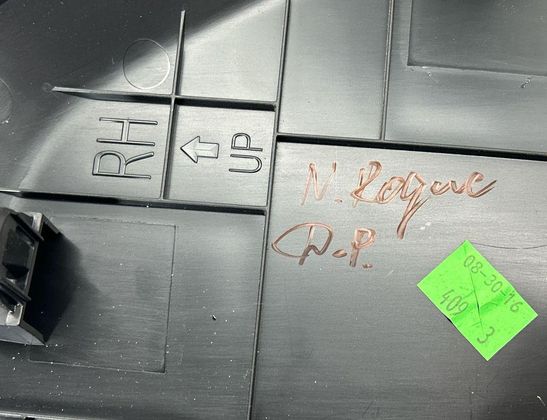 RH
UP
N. Rogue
D.P.
08-30-16
409 3